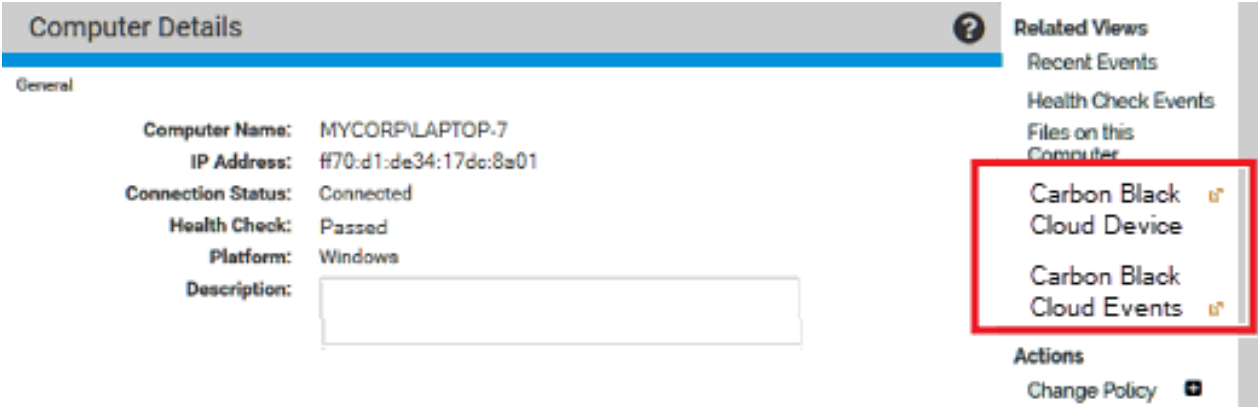 Computer Details
?
General
Computer Name: MYCORP\LAPTOP-7
IP Address: ff70:d1:de34:17dc:8a01
Connection Status: Connected
Health Check: Passed
Platform: Windows
Description:
Related Views
Recent Events
Health Check Events
Files on this
Computer
Carbon Black
Cloud Device
Carbon Black
Cloud Events
Actions
Change Policy